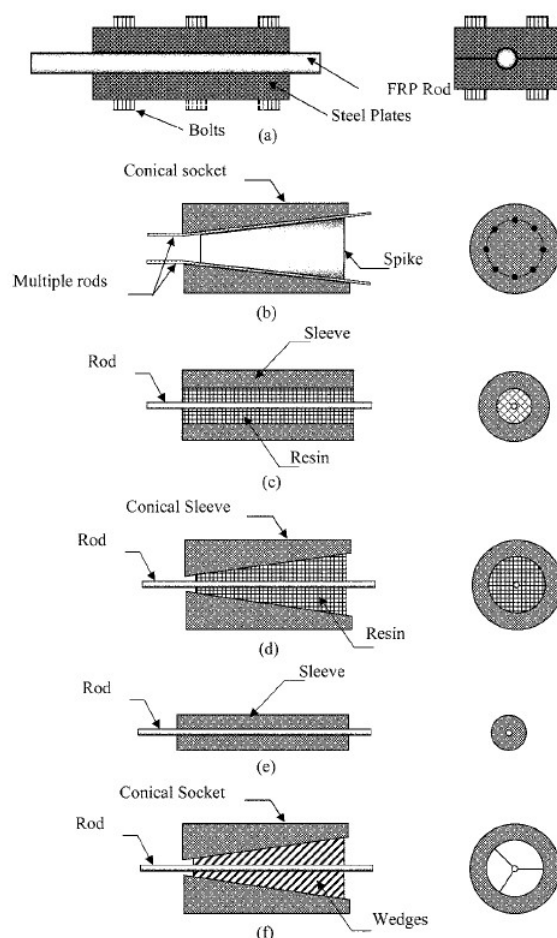 FRP Rod
Steel Plates
Bolts
(a)
Conical socket
Spike
Multiple rods
(b)
Sleeve
Rod
Resin
(c)
Conical Sleeve
Rod
Resin
(d)
Sleeve
Rod
(e)
Conical Socket
Rod
Wedges
(f)